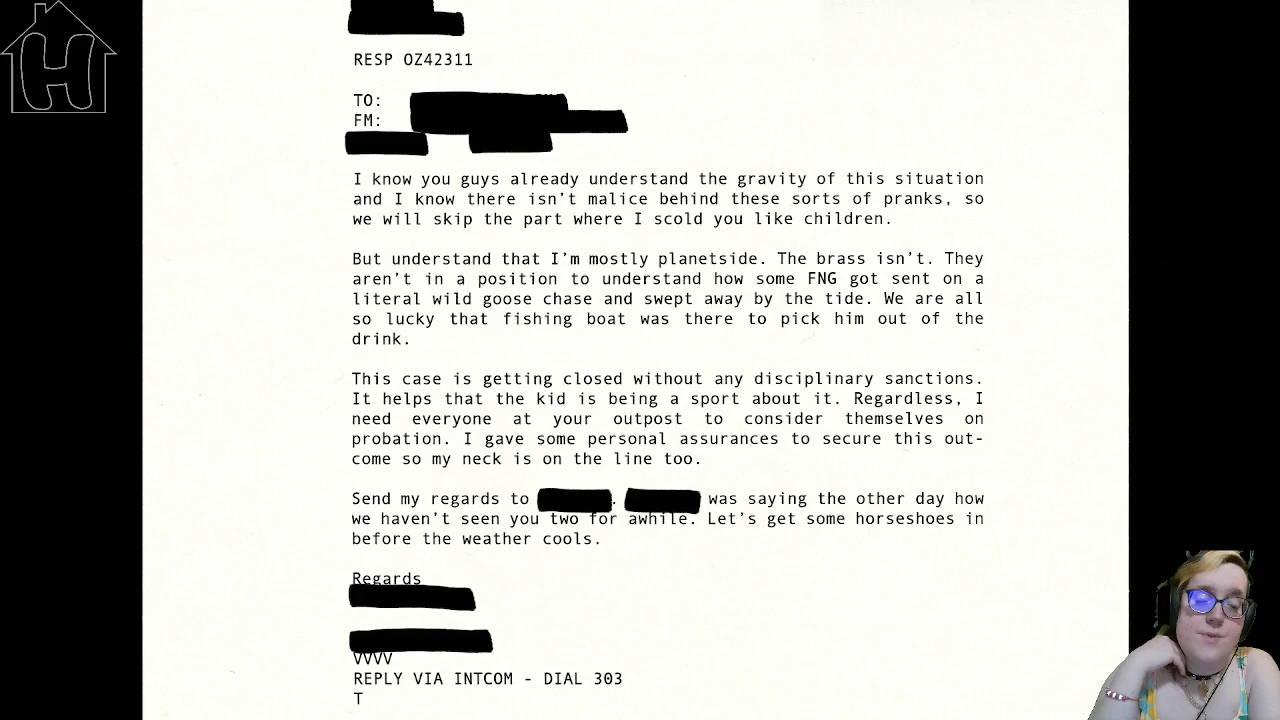 H
RESP OZ42311
TO:
FM:
I know you guys already understand the gravity of this situation
and I know there isn't malice behind these sorts of pranks, so
we will skip the part where I scold you like children.
But understand that I'm mostly planetside. The brass isn't. They
aren't in a position to understand how some FNG got sent on a
literal wild goose chase and swept away by the tide. We are all
so lucky that fishing boat was there to pick him out of the
drink.
This case is getting closed without any disciplinary sanctions.
It helps that the kid is being a sport about it. Regardless, I
need everyone at your outpost to consider themselves on
probation. I gave some personal assurances to secure this out-
come so my neck is on the line too.
Send my regards to . was saying the other day how
we haven't seen you two for awhile. Let's get some horseshoes in
before the weather cools.
Regards
VVVV
REPLY VIA INTCOM - DIAL 303
T